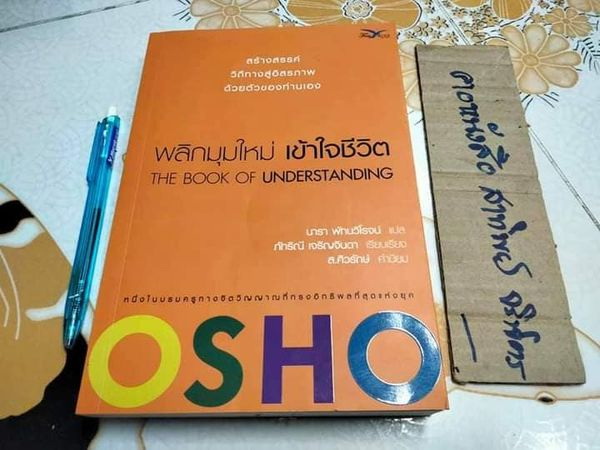 สร้างสรรค์
วิถีทางสู่อิสรภาพ
ด้วยตัวของท่านเอง
พลิกมุมใหม่ เข้าใจชีวิต
THE BOOK OF UNDERSTANDING
นารา พัทนวิโรจน์ แปล
ภัทริณี เจริญจินดา เรียบเรียง
ส.ศิวรักษ์ คำนิยม
หนึ่งในบรมครูทางจิตวิญญาณที่ทรงอิทธิพลที่สุดแห่งยุค
OSHO